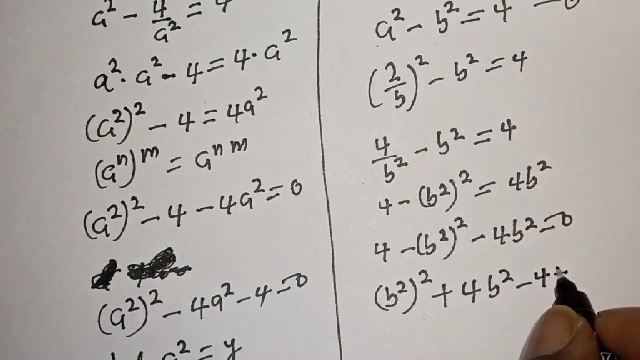 a² - 4/a² = 4
a² · a² - 4 = 4 · a²
(a²)² - 4 = 4a²
(aⁿ)ᵐ = aⁿᵐ
(a²)² - 4 - 4a² = 0
(a²)² - 4a² - 4 = 0
a² = y
a² - b² = 4
(2/b)² - b² = 4
4/b² - b² = 4
4 - (b²)² = 4b²
4 - (b²)² - 4b² = 0
(b²)² + 4b² - 4